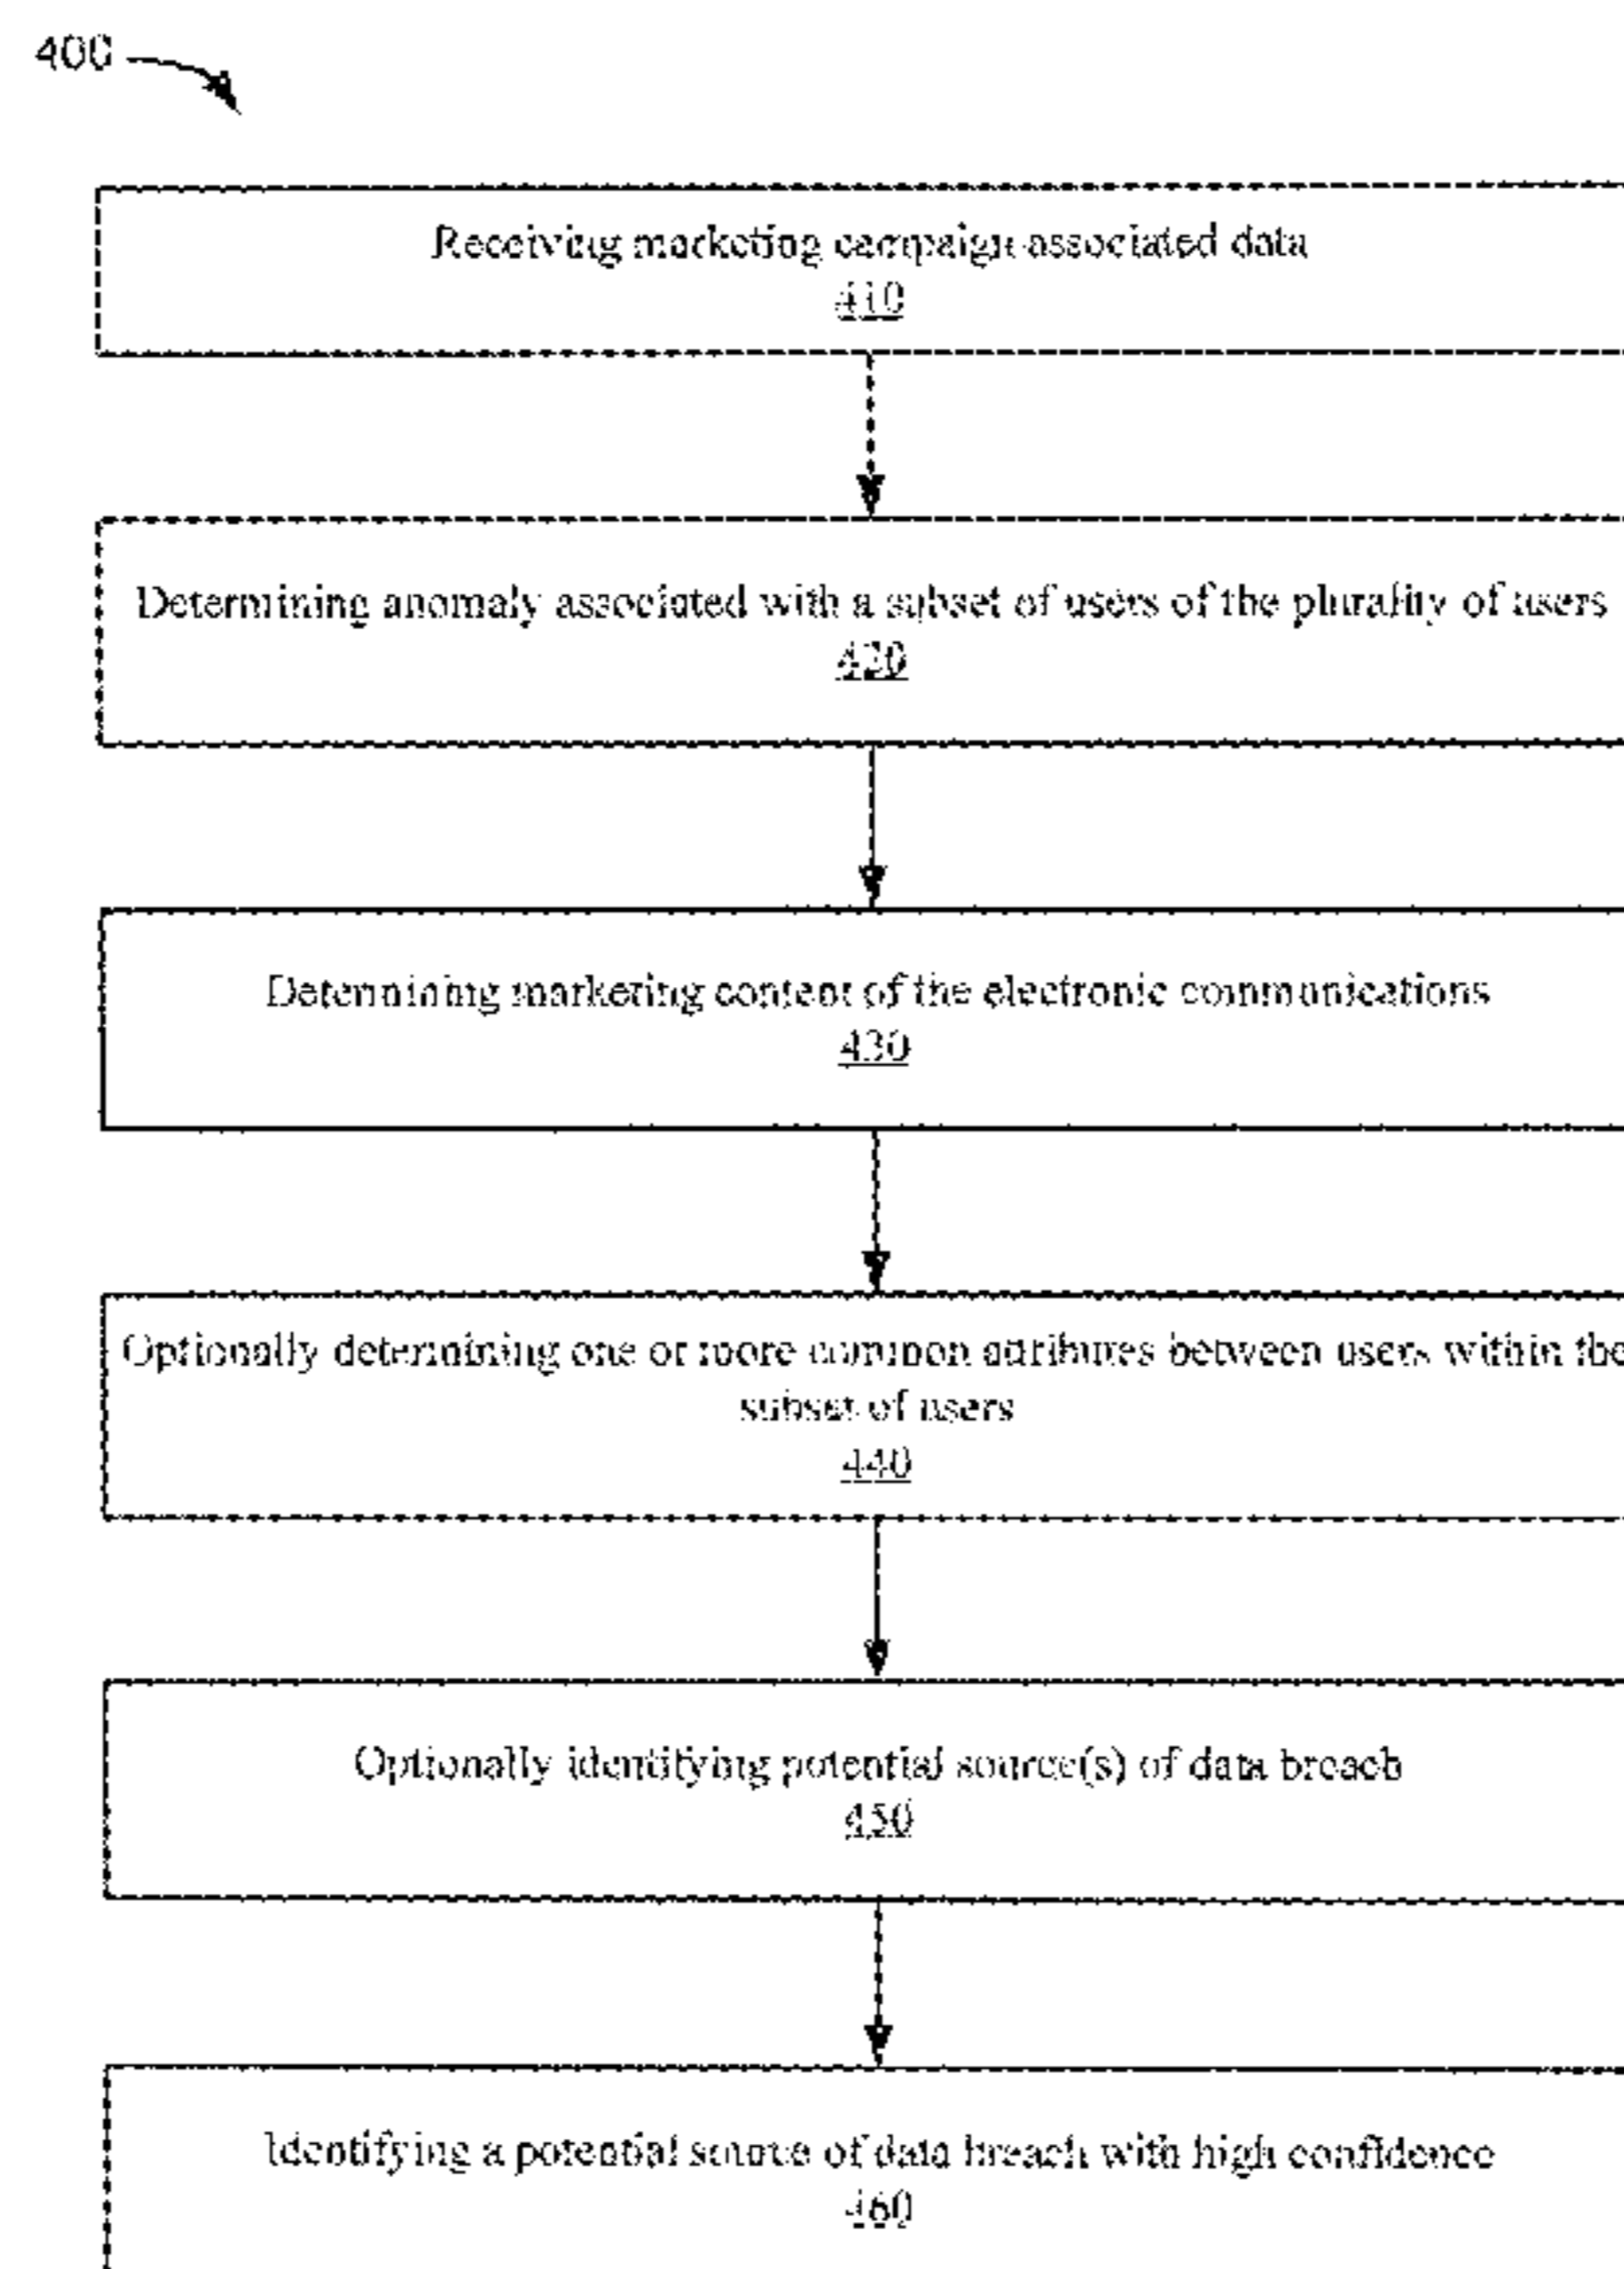 400
Receiving marketing campaign-associated data
410
Determining anomaly associated with a subset of users of the plurality of users
420
Determining marketing content of the electronic communications
430
Optionally determining one or more common attributes between users within the
subset of users
440
Optionally identifying potential source(s) of data breach
450
Identifying a potential source of data breach with high confidence
460